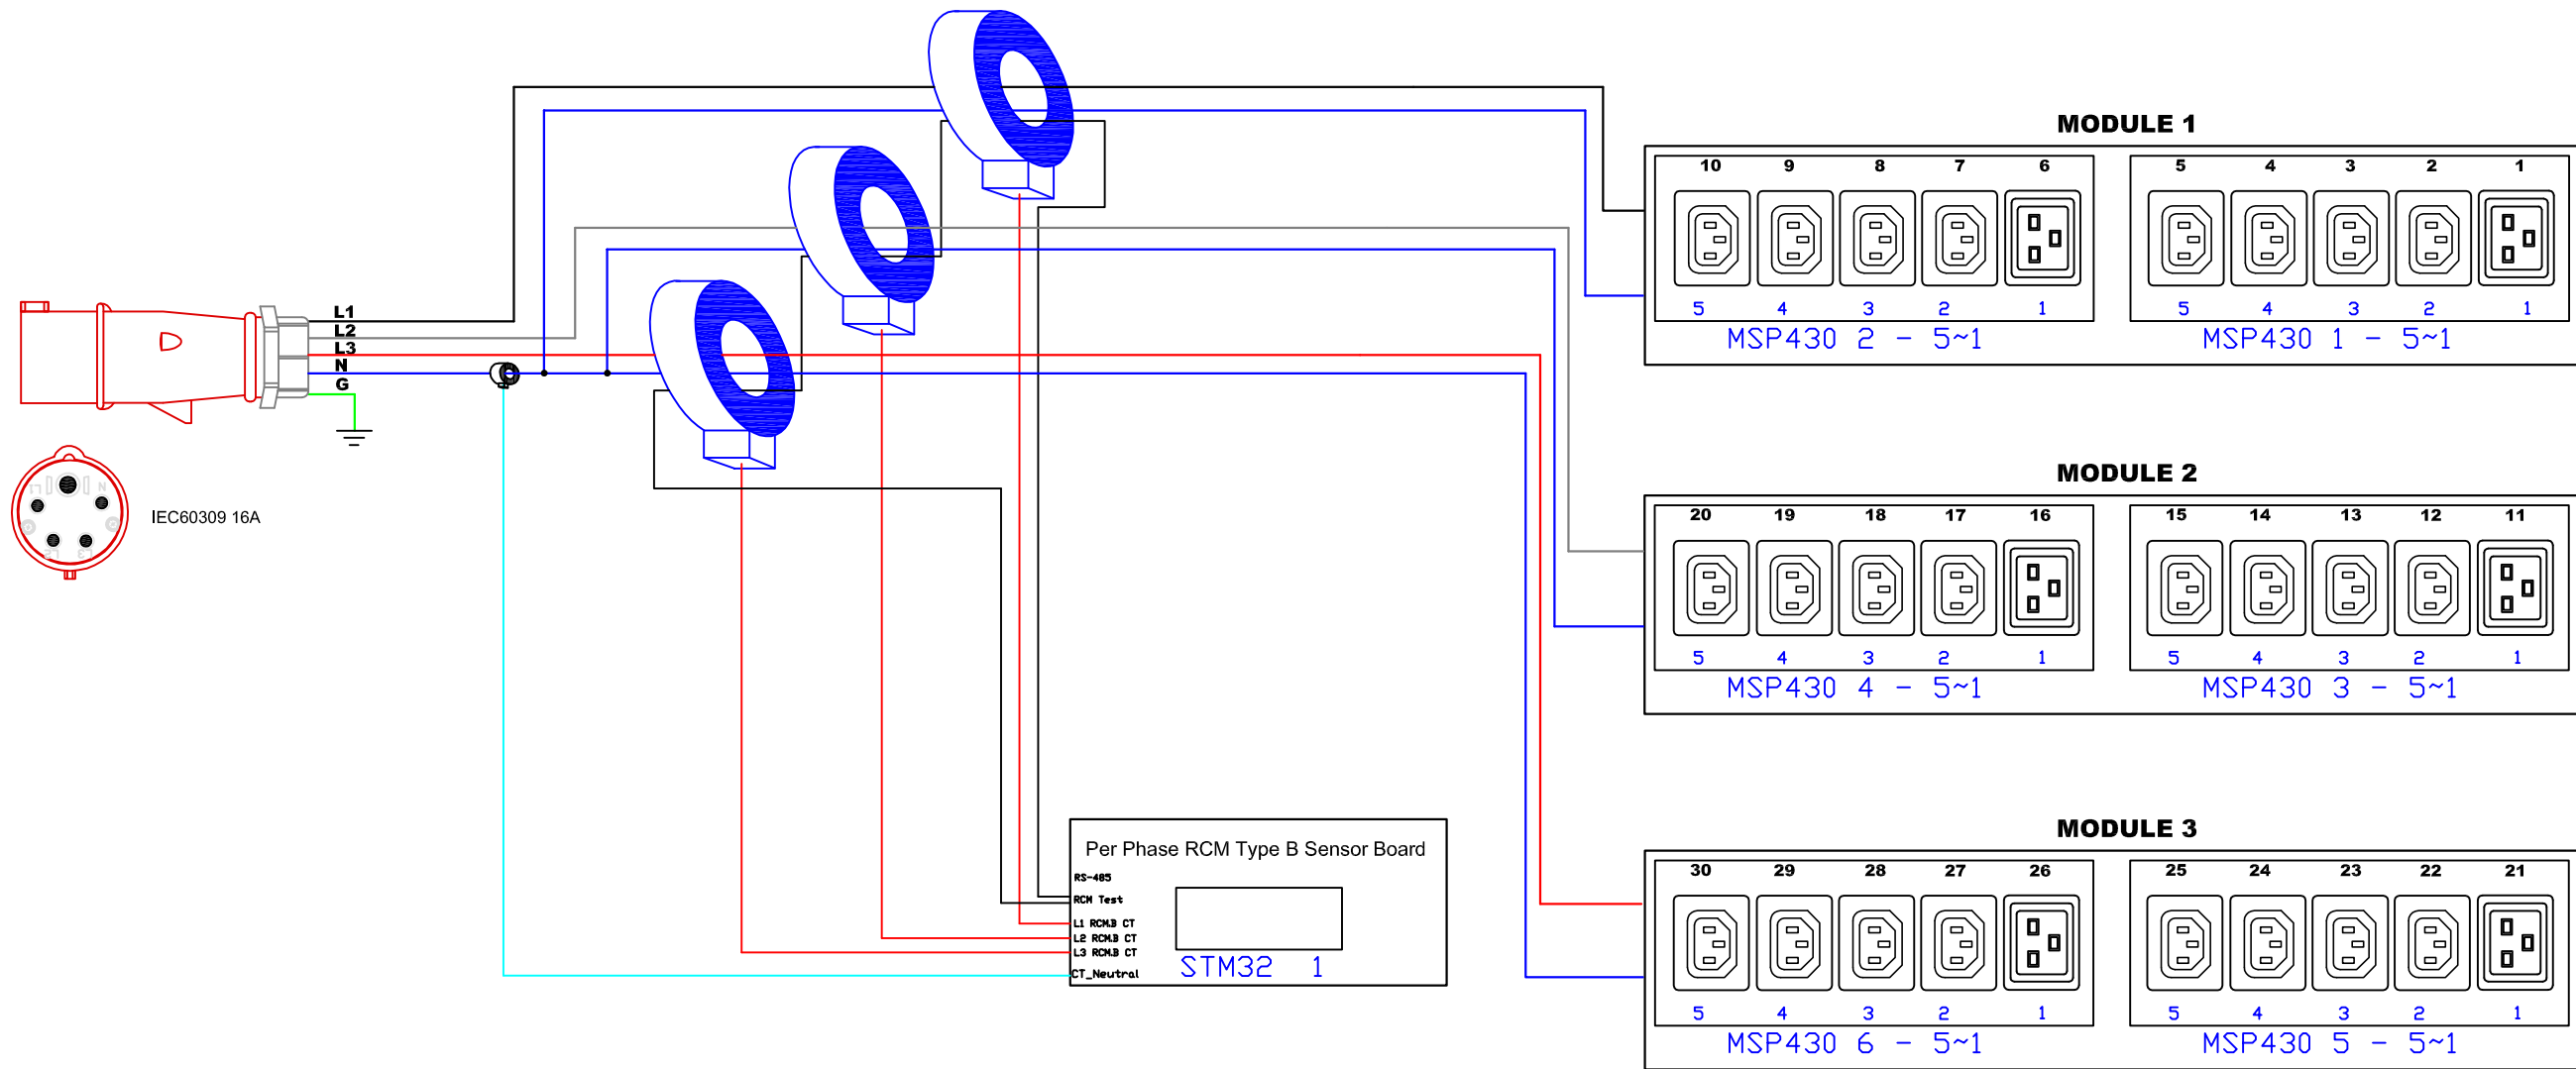 L1
L2
L3
N
G
IEC60309 16A
MODULE 1
10 9 8 7 6 5 4 3 2 1
5 4 3 2 1 5 4 3 2 1
MSP430 2 - 5~1 MSP430 1 - 5~1
MODULE 2
20 19 18 17 16 15 14 13 12 11
5 4 3 2 1 5 4 3 2 1
MSP430 4 - 5~1 MSP430 3 - 5~1
MODULE 3
30 29 28 27 26 25 24 23 22 21
5 4 3 2 1 5 4 3 2 1
MSP430 6 - 5~1 MSP430 5 - 5~1
Per Phase RCM Type B Sensor Board
RS-485
RCM Test
L1 RCM.B CT
L2 RCM.B CT
L3 RCM.B CT
CT_Neutral
STM32 1
N
L2
L3